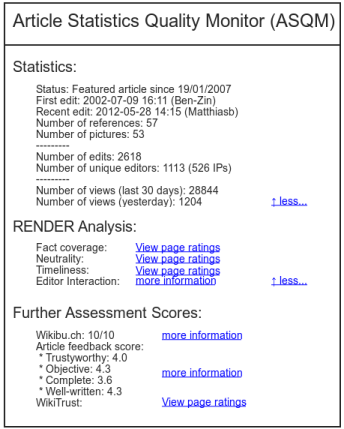 Article Statistics Quality Monitor (ASQM)
Statistics:
Status: Featured article since 19/01/2007
First edit: 2002-07-09 16:11 (Ben-Zin)
Recent edit: 2012-05-28 14:15 (Matthiasb)
Number of references: 57
Number of pictures: 53
---------
Number of edits: 2618
Number of unique editors: 1113 (526 IPs)
---------
Number of views (last 30 days): 28844
Number of views (yesterday): 1204 ↑ less...
RENDER Analysis:
Fact coverage: View page ratings
Neutrality: View page ratings
Timeliness: View page ratings
Editor Interaction: more information ↑ less...
Further Assessment Scores:
Wikibu.ch: 10/10 more information
Article feedback score:
* Trustyworthy: 4.0
* Objective: 4.3 more information
* Complete: 3.6
* Well-written: 4.3
WikiTrust: View page ratings